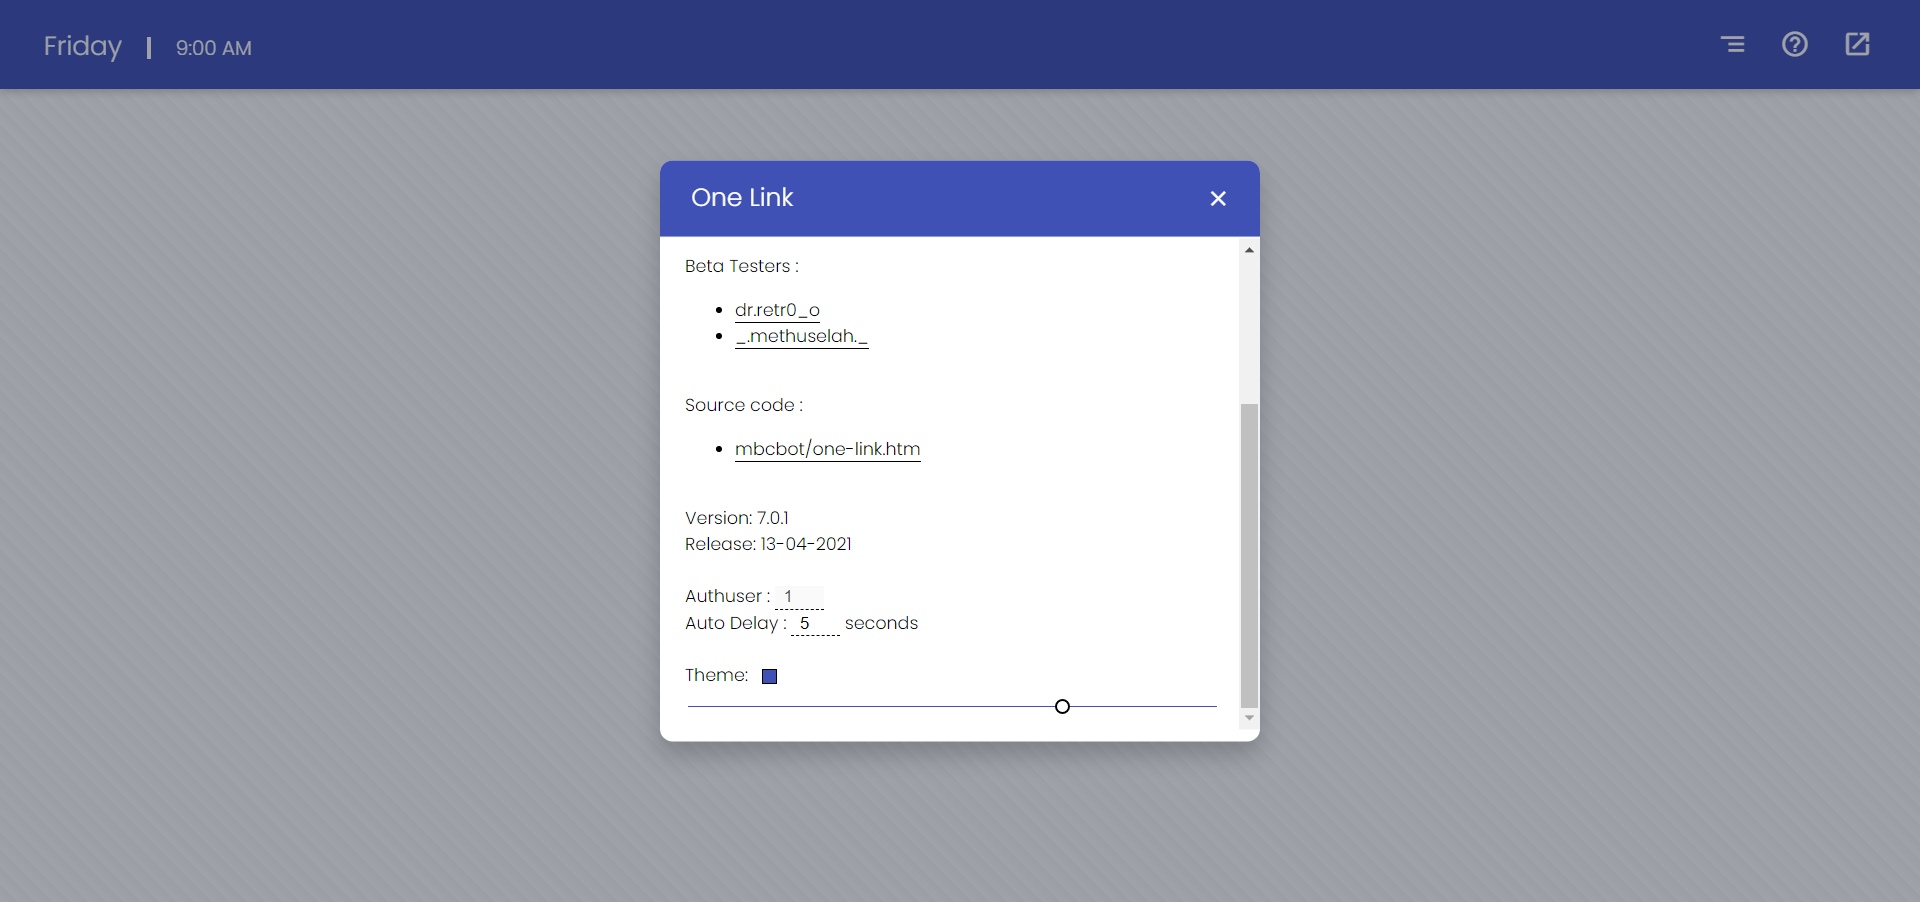 Friday | 9:00 AM
One Link
Beta Testers :
dr.retr0_o
_.methuselah._
Source code :
mbcbot/one-link.htm
Version: 7.0.1
Release: 13-04-2021
Authuser : 1
Auto Delay : 5 seconds
Theme: